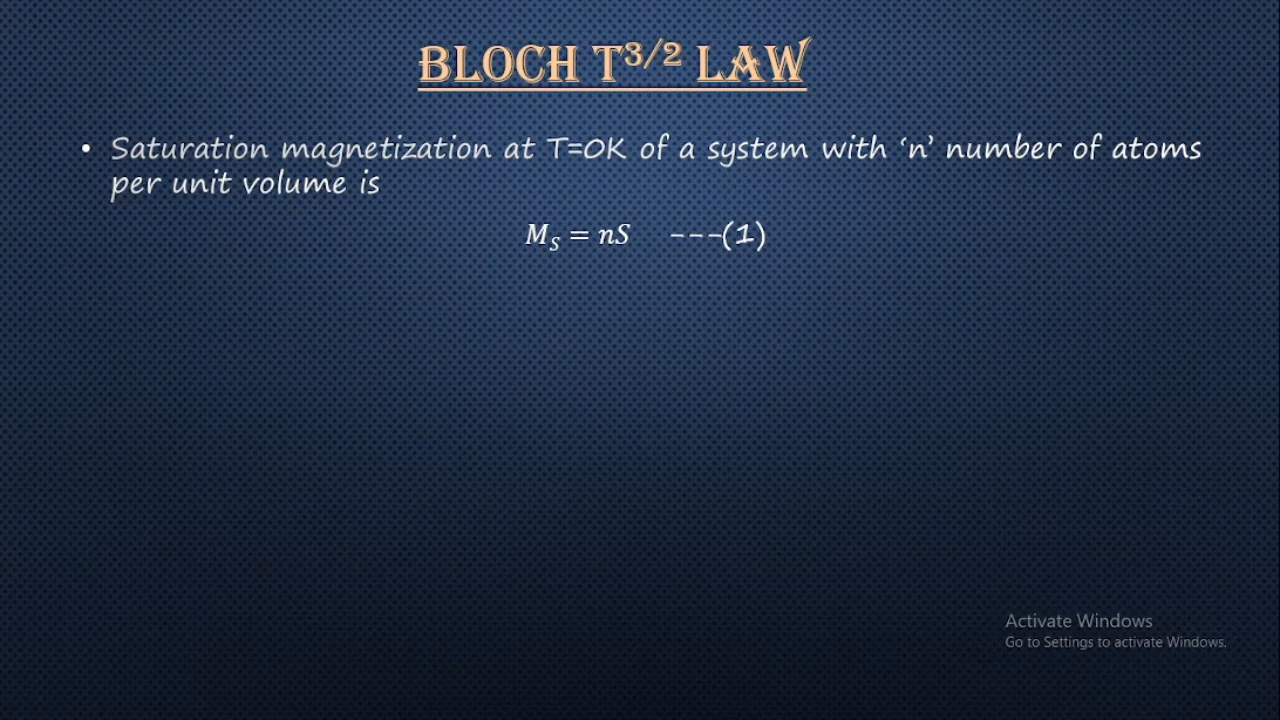 BLOCH T³/² LAW
• Saturation magnetization at T=0K of a system with ‘n’ number of atoms
per unit volume is
M_S = nS ---(1)
Activate Windows
Go to Settings to activate Windows.